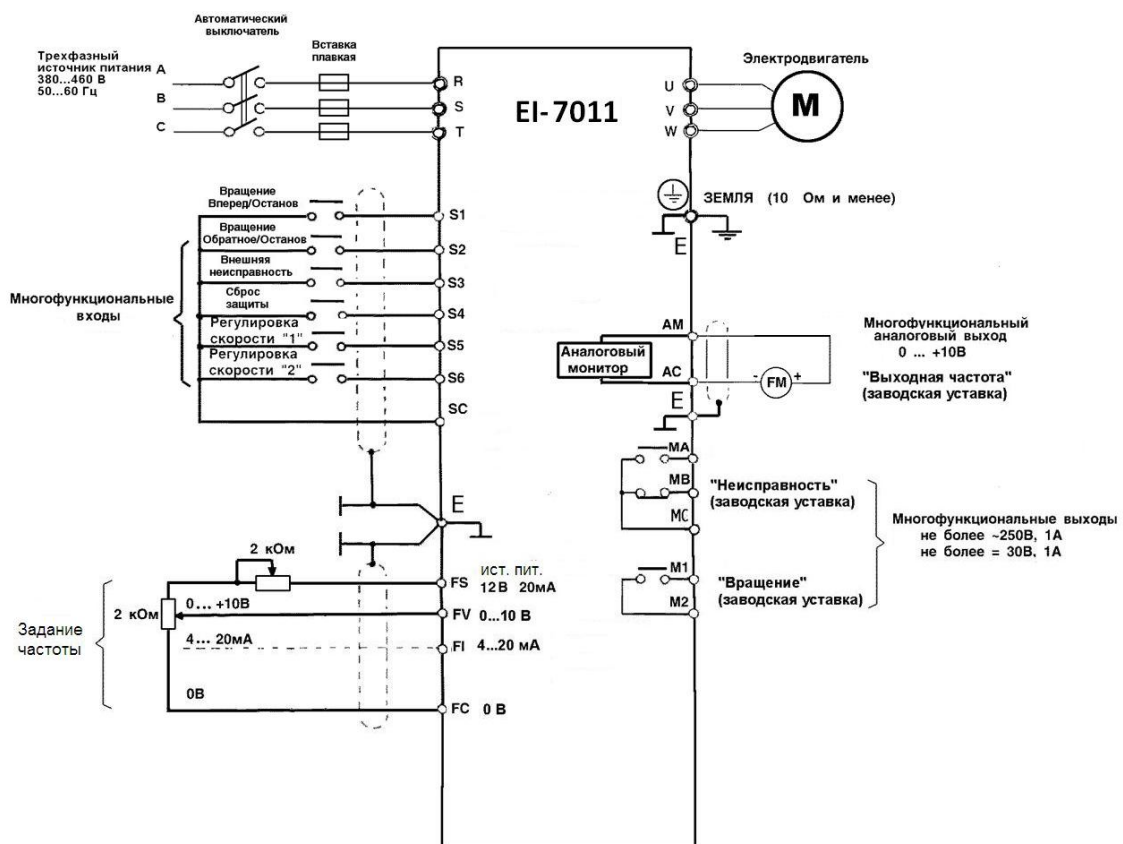 Автоматический
выключатель
Вставка
плавкая
Трехфазный
источник питания
380...460 В
50...60 Гц
A
B
C
R
S
T
EI-7011
U
V
W
Электродвигатель
M
ЗЕМЛЯ (10 Ом и менее)
E
Вращение
Вперед/Останов
S1
Вращение
Обратное/Останов
S2
Внешняя
неисправность
S3
Сброс
защиты
S4
Регулировка
скорости "1"
S5
Регулировка
скорости "2"
S6
SC
Многофункциональные
входы
E
AM
Аналоговый
монитор
AC
- FM +
E
Многофункциональный
аналоговый выход
0 ... +10В
"Выходная частота"
(заводская уставка)
MA
MB
MC
"Неисправность"
(заводская уставка)
M1
M2
"Вращение"
(заводская уставка)
Многофункциональные выходы
не более ~250В, 1А
не более = 30В, 1А
2 кОм
FS
ист. пит.
12В 20мА
2 кОм
0... +10В
FV 0...10 В
4... 20мА
FI 4...20 мА
0В
FC 0 В
Задание
частоты